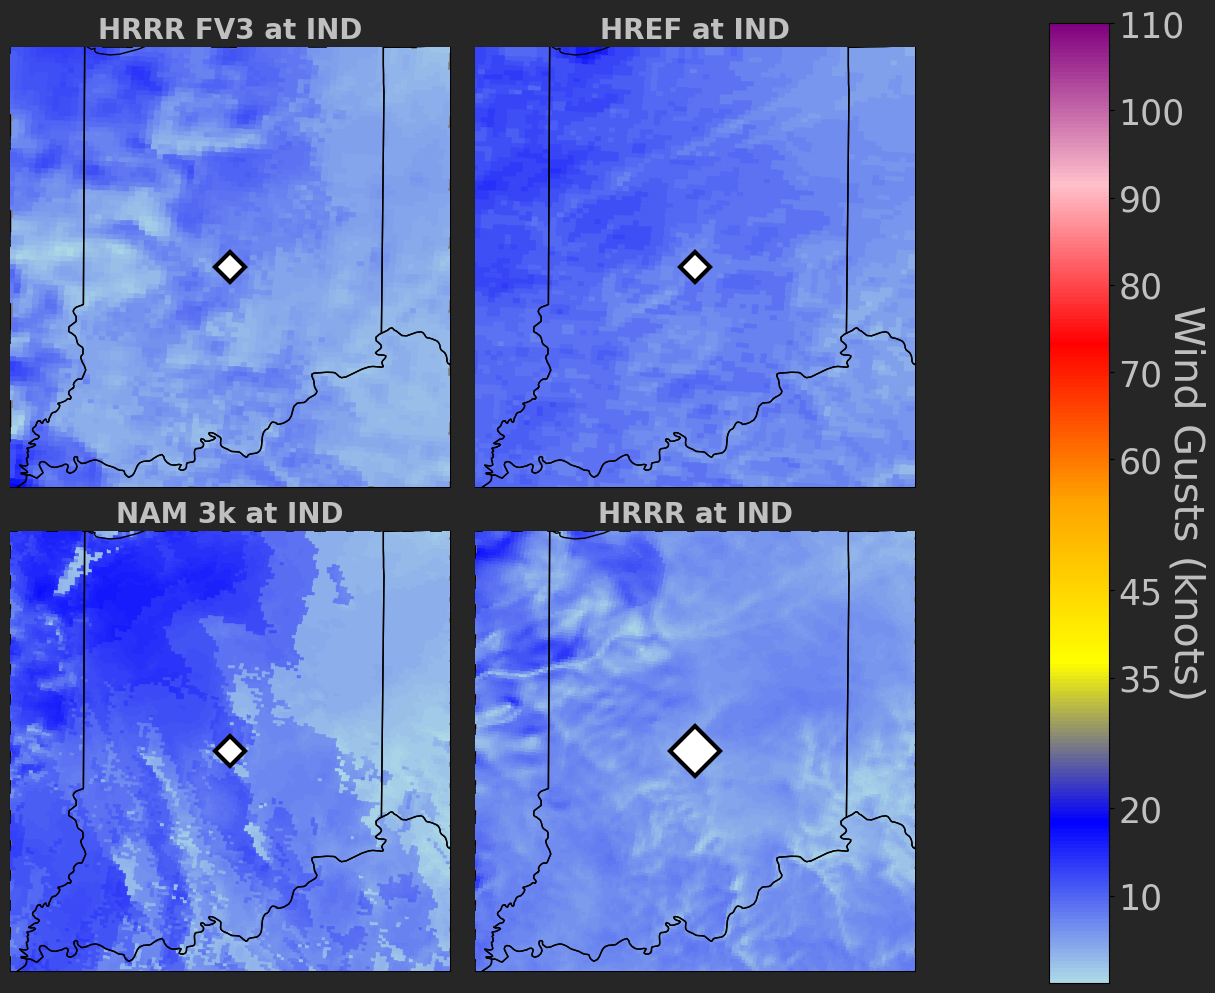 HRRR FV3 at IND
HREF at IND
NAM 3k at IND
HRRR at IND
110
100
90
80
70
60
45
35
20
10
Wind Gusts (knots)